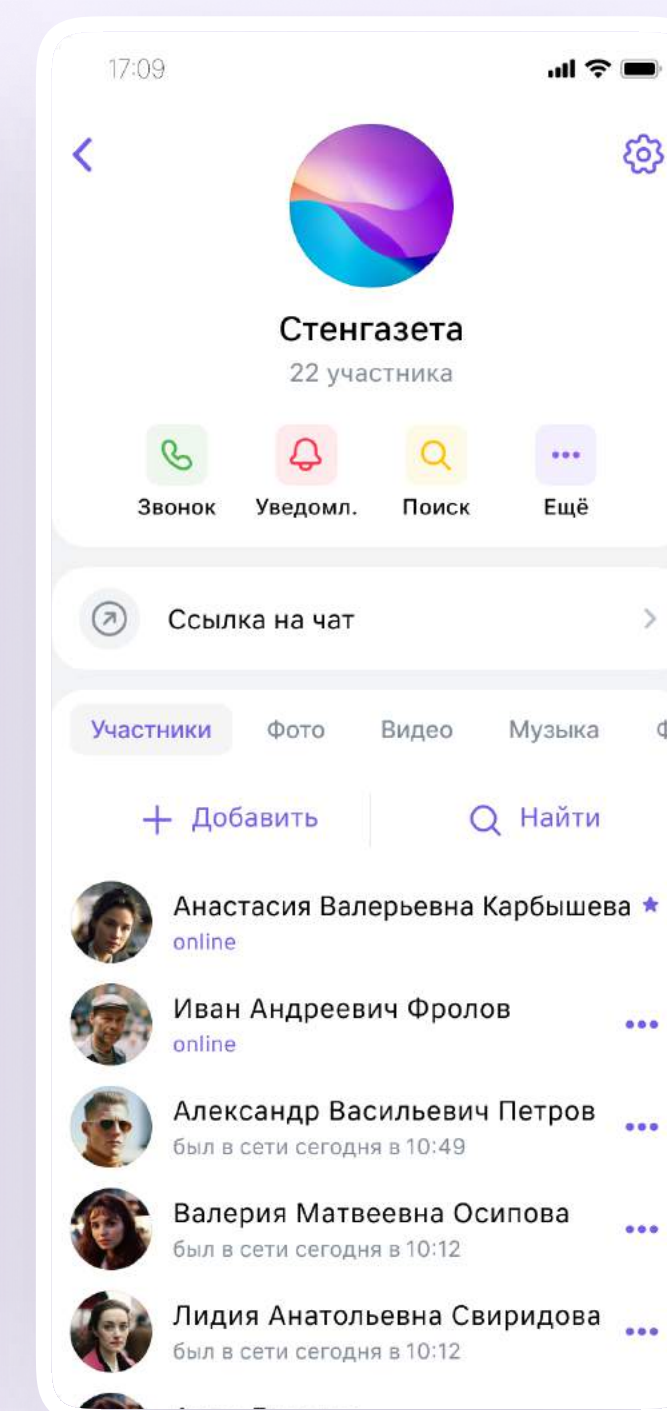 17:09
Стенгазета
22 участника
Звонок Уведомл. Поиск Ещё
Ссылка на чат
Участники Фото Видео Музыка
Добавить Найти
Анастасия Валерьевна Карбышева
online
Иван Андреевич Фролов
online
Александр Васильевич Петров
был в сети сегодня в 10:49
Валерия Матвеевна Осипова
был в сети сегодня в 10:12
Лидия Анатольевна Свиридова
был в сети сегодня в 10:12